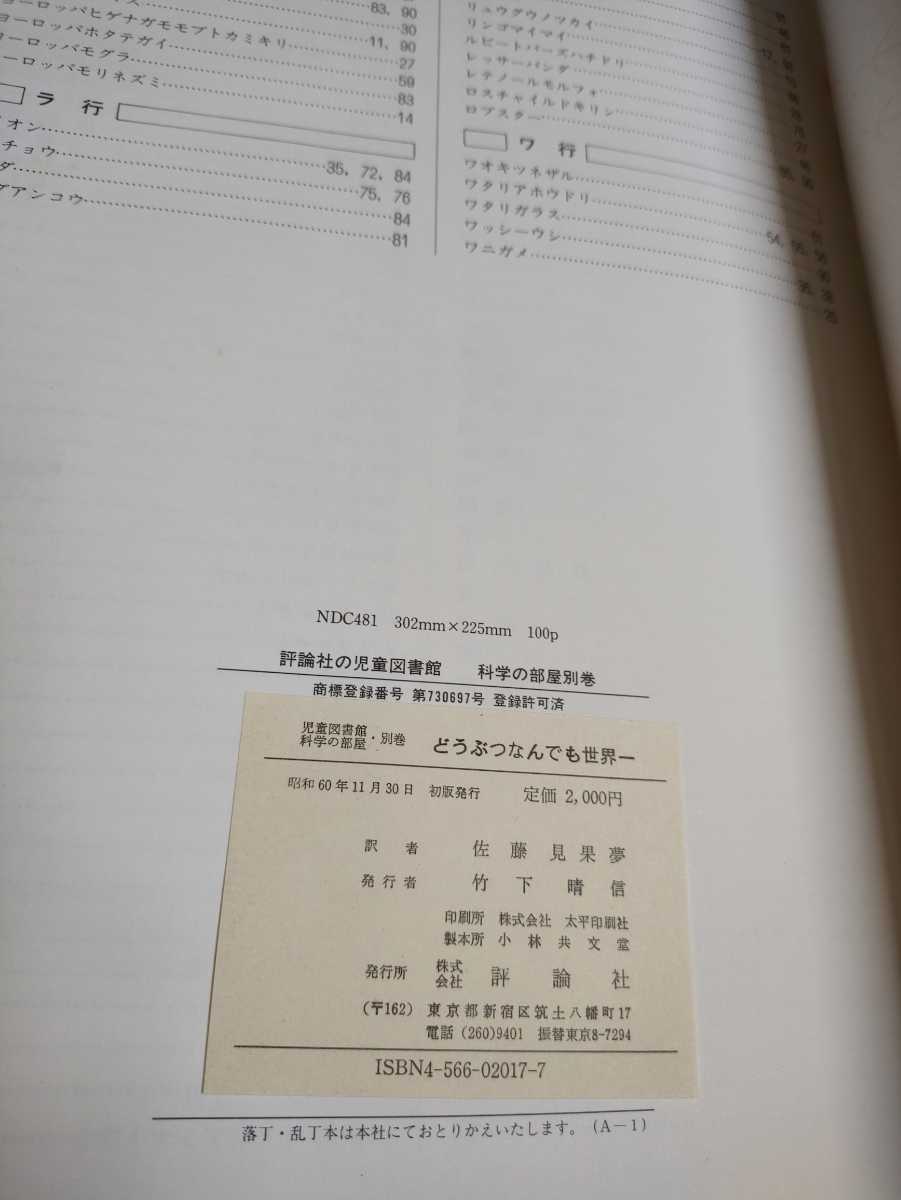 83, 90
ヨーロッパヒゲナガモモブトカミキリ 30
ヨーロッパホタテガイ 11, 90
ヨーロッパモグラ 27
ヨーロッパモリネズミ 59
83
14
ラ 行
イオン 35, 72, 84
チョウ 75, 76
ダ 84
アンコウ 81
リュウグウノツカイ
リンゴマイマイ
ルビートパーズハチドリ
レッサーパンダ
レテノールモルフォ
ロスチャイルドキリン
ロブスター
ワ 行
ワオキツネザル
ワタリアホウドリ
ワタリガラス
ワッシーウシ
ワニガメ
NDC481 302mm×225mm 100p
評論社の児童図書館 科学の部屋別巻
商標登録番号 第730697号 登録許可済
児童図書館
科学の部屋・別巻 どうぶつなんでも世界一
昭和60年11月30日 初版発行 定価 2,000円
訳者 佐藤見果夢
発行者 竹下晴信
印刷所 株式会社 太平印刷社
製本所 小林共文堂
発行所 株式会社 評論社
(〒162) 東京都新宿区筑土八幡町17
電話 (260)9401 振替東京8-7294
ISBN4-566-02017-7
落丁・乱丁本は本社にておとりかえいたします。(A－1)